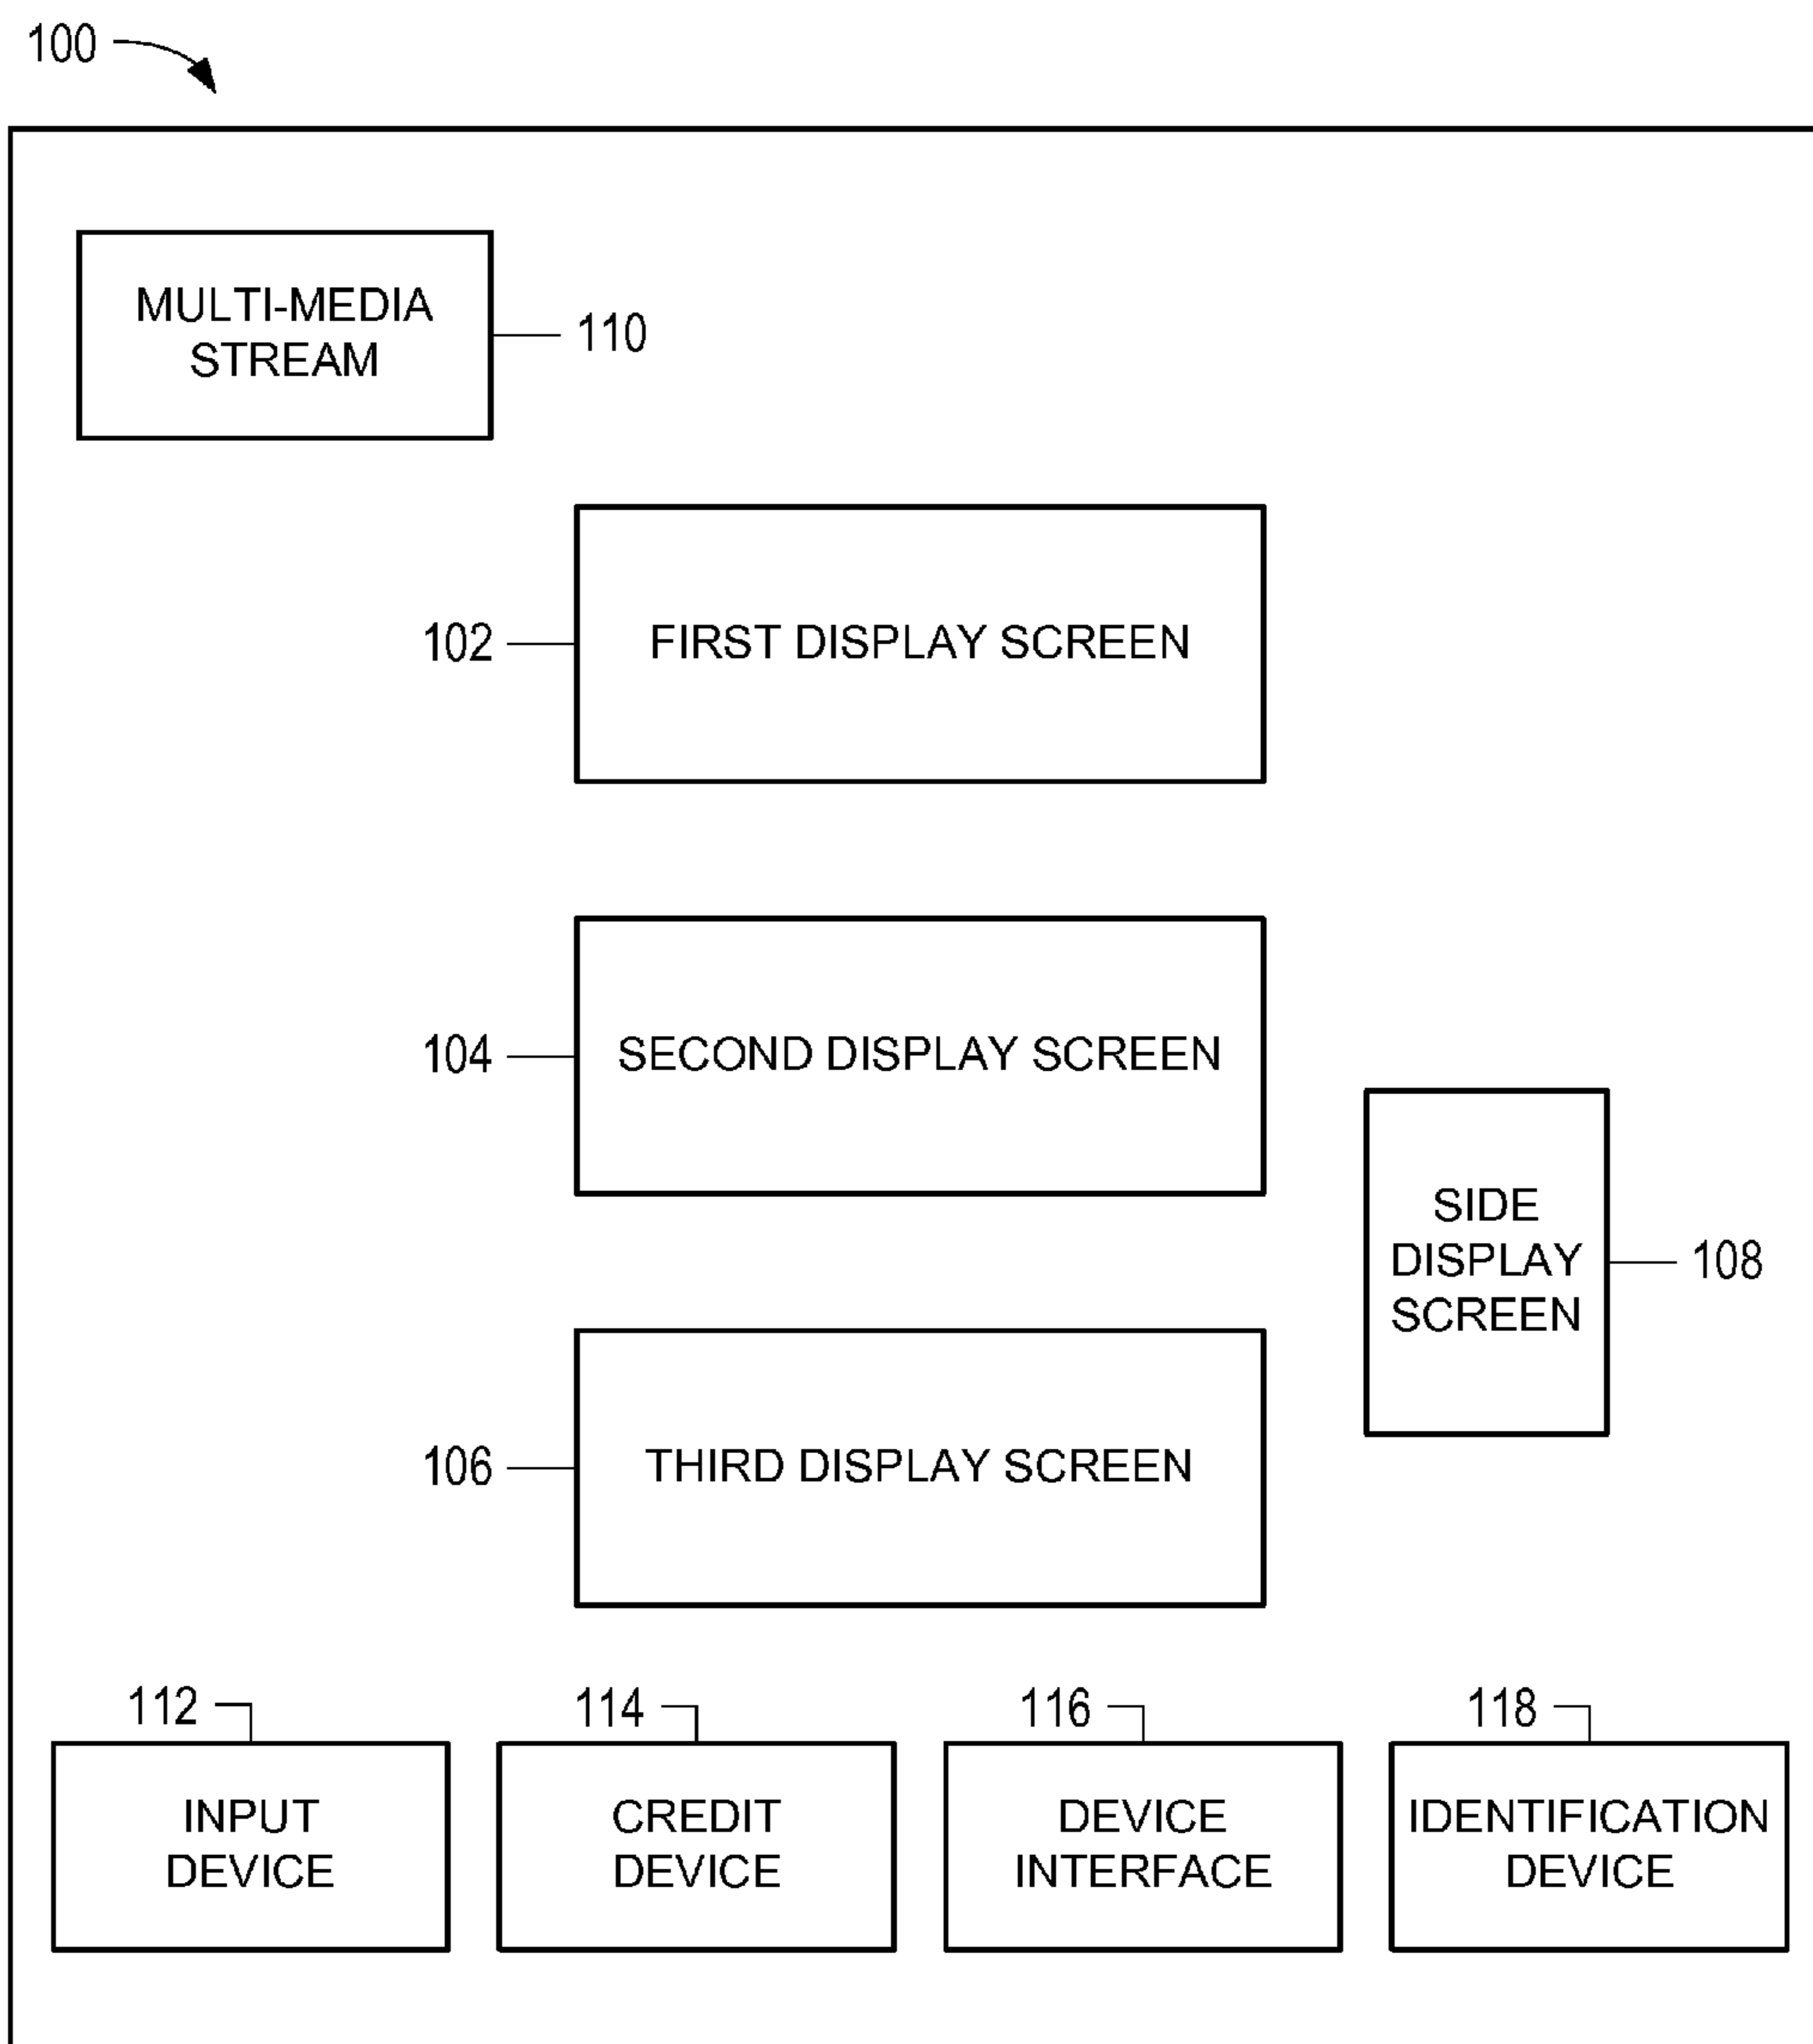 100
MULTI-MEDIA
STREAM
110
102
FIRST DISPLAY SCREEN
104
SECOND DISPLAY SCREEN
SIDE
DISPLAY
SCREEN
108
106
THIRD DISPLAY SCREEN
112
INPUT
DEVICE
114
CREDIT
DEVICE
116
DEVICE
INTERFACE
118
IDENTIFICATION
DEVICE